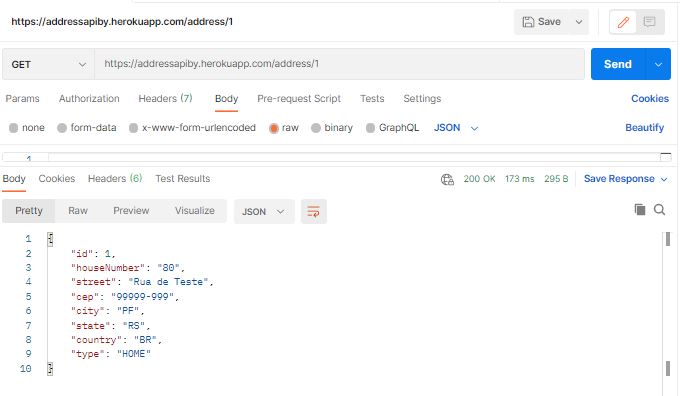 https://addressapiby.herokuapp.com/address/1 Save
GET https://addressapiby.herokuapp.com/address/1 Send
Params Authorization Headers (7) Body Pre-request Script Tests Settings Cookies
none form-data x-www-form-urlencoded raw binary GraphQL JSON Beautify
1
Body Cookies Headers (6) Test Results 200 OK 173 ms 295 B Save Response
Pretty Raw Preview Visualize JSON
1 {
2 "id": 1,
3 "houseNumber": "80",
4 "street": "Rua de Teste",
5 "cep": "99999-999",
6 "city": "PF",
7 "state": "RS",
8 "country": "BR",
9 "type": "HOME"
10 }